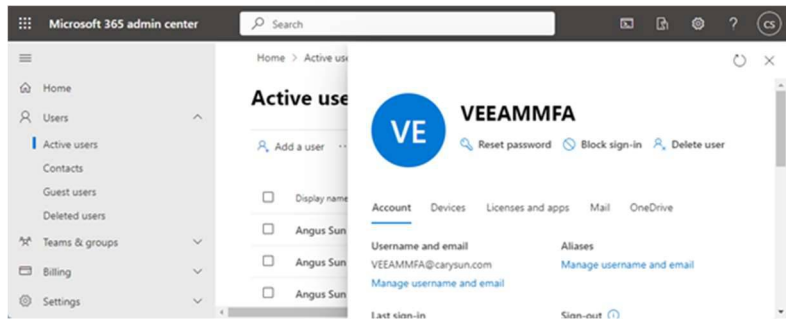 Microsoft 365 admin center
Search
?
CS
Home
Users
Active users
Contacts
Guest users
Deleted users
Teams & groups
Billing
Settings
Home > Active use
Active use
Add a user ...
Display name
Angus Sun
Angus Sun
Angus Sun
VE
VEEAMMFA
Reset password Block sign-in Delete user
Account Devices Licenses and apps Mail OneDrive
Username and email Aliases
VEEAMMFA@carysun.com Manage username and email
Manage username and email
Last sign-in Sign-out